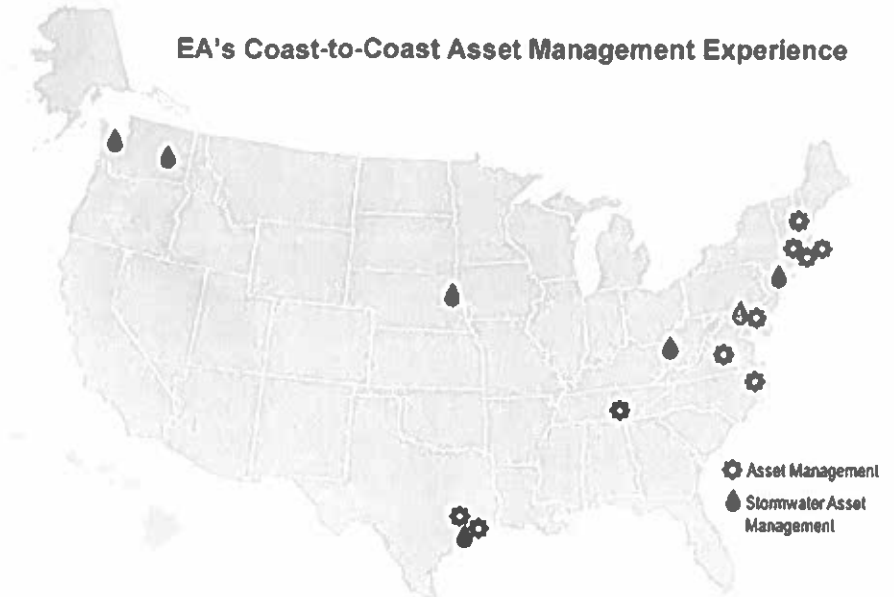 EA's Coast-to-Coast Asset Management Experience
Asset Management
Stormwater Asset
Management